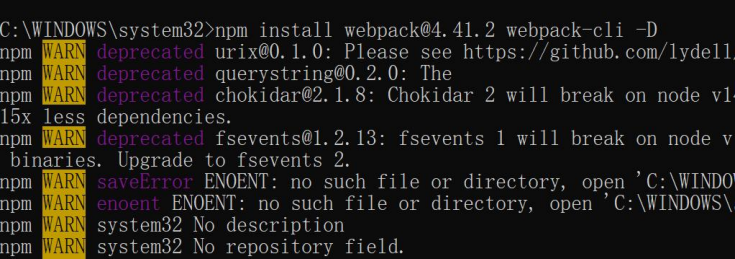 C:\WINDOWS\system32>npm install webpack@4.41.2 webpack-cli -D
npm WARN deprecated urix@0.1.0: Please see https://github.com/lydell/
npm WARN deprecated querystring@0.2.0: The
npm WARN deprecated chokidar@2.1.8: Chokidar 2 will break on node v14
15x less dependencies.
npm WARN deprecated fsevents@1.2.13: fsevents 1 will break on node v
binaries. Upgrade to fsevents 2.
npm WARN saveError ENOENT: no such file or directory, open 'C:\WINDOW
npm WARN enoent ENOENT: no such file or directory, open 'C:\WINDOWS\
npm WARN system32 No description
npm WARN system32 No repository field.